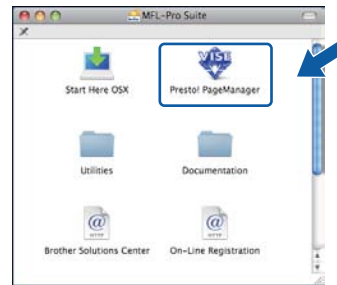 MFL-Pro Suite
Start Here OSX
Presto! PageManager
Utilities
Documentation
Brother Solutions Center
On-Line Registration